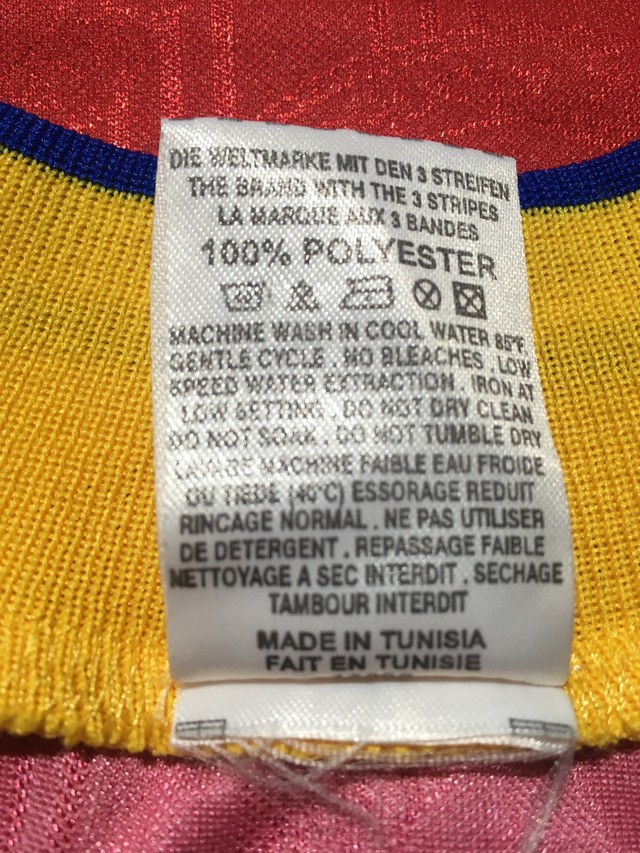 DIE WELTMARKE MIT DEN 3 STREIFEN
THE BRAND WITH THE 3 STRIPES
LA MARQUE AUX 3 BANDES
100% POLYESTER
MACHINE WASH IN COOL WATER 85°F.
GENTLE CYCLE . NO BLEACHES . LOW
SPEED WATER EXTRACTION . IRON AT
LOW SETTING . DO NOT DRY CLEAN
DO NOT SOAK . DO NOT TUMBLE DRY
LAVAGE MACHINE FAIBLE EAU FROIDE
OU TIEDE (40°C) ESSORAGE REDUIT
RINCAGE NORMAL . NE PAS UTILISER
DE DETERGENT . REPASSAGE FAIBLE
NETTOYAGE A SEC INTERDIT . SECHAGE
TAMBOUR INTERDIT
MADE IN TUNISIA
FAIT EN TUNISIE